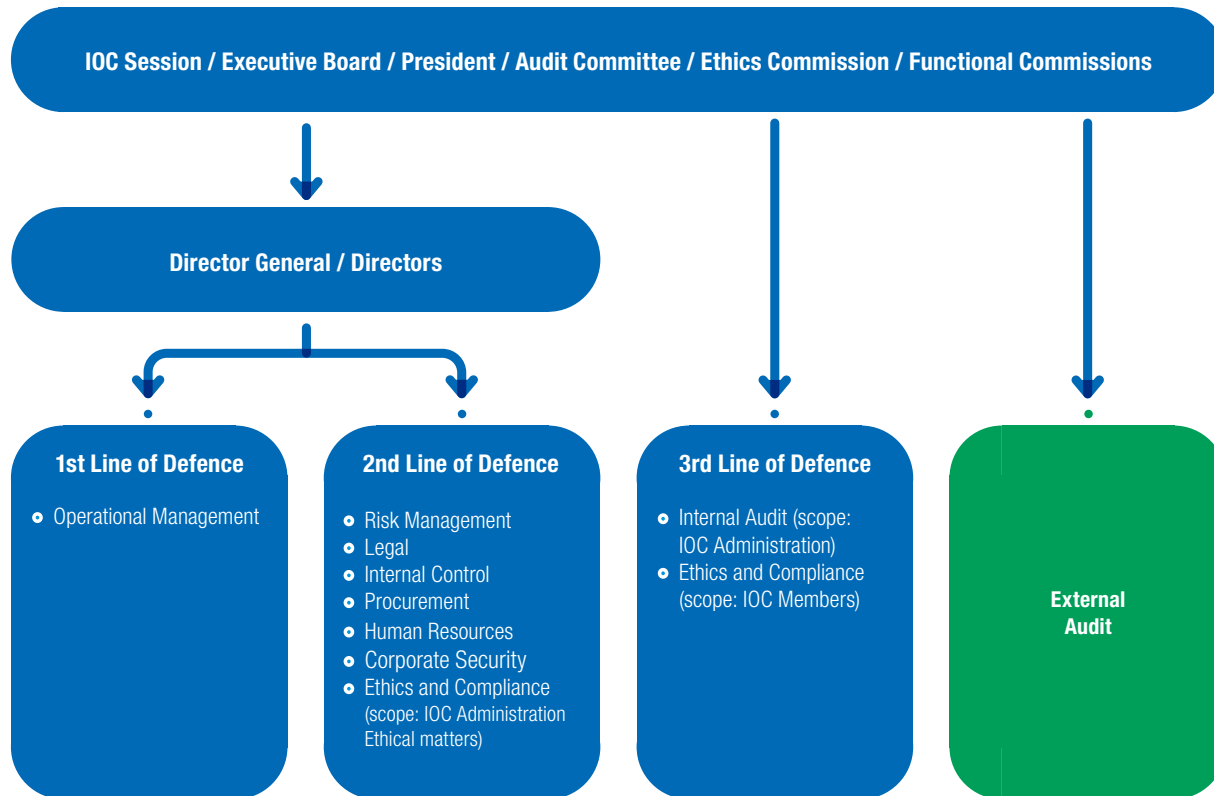 IOC Session / Executive Board / President / Audit Committee / Ethics Commission / Functional Commissions
Director General / Directors
1st Line of Defence
Operational Management
2nd Line of Defence
Risk Management
Legal
Internal Control
Procurement
Human Resources
Corporate Security
Ethics and Compliance
(scope: IOC Administration
Ethical matters)
3rd Line of Defence
Internal Audit (scope:
IOC Administration)
Ethics and Compliance
(scope: IOC Members)
External
Audit